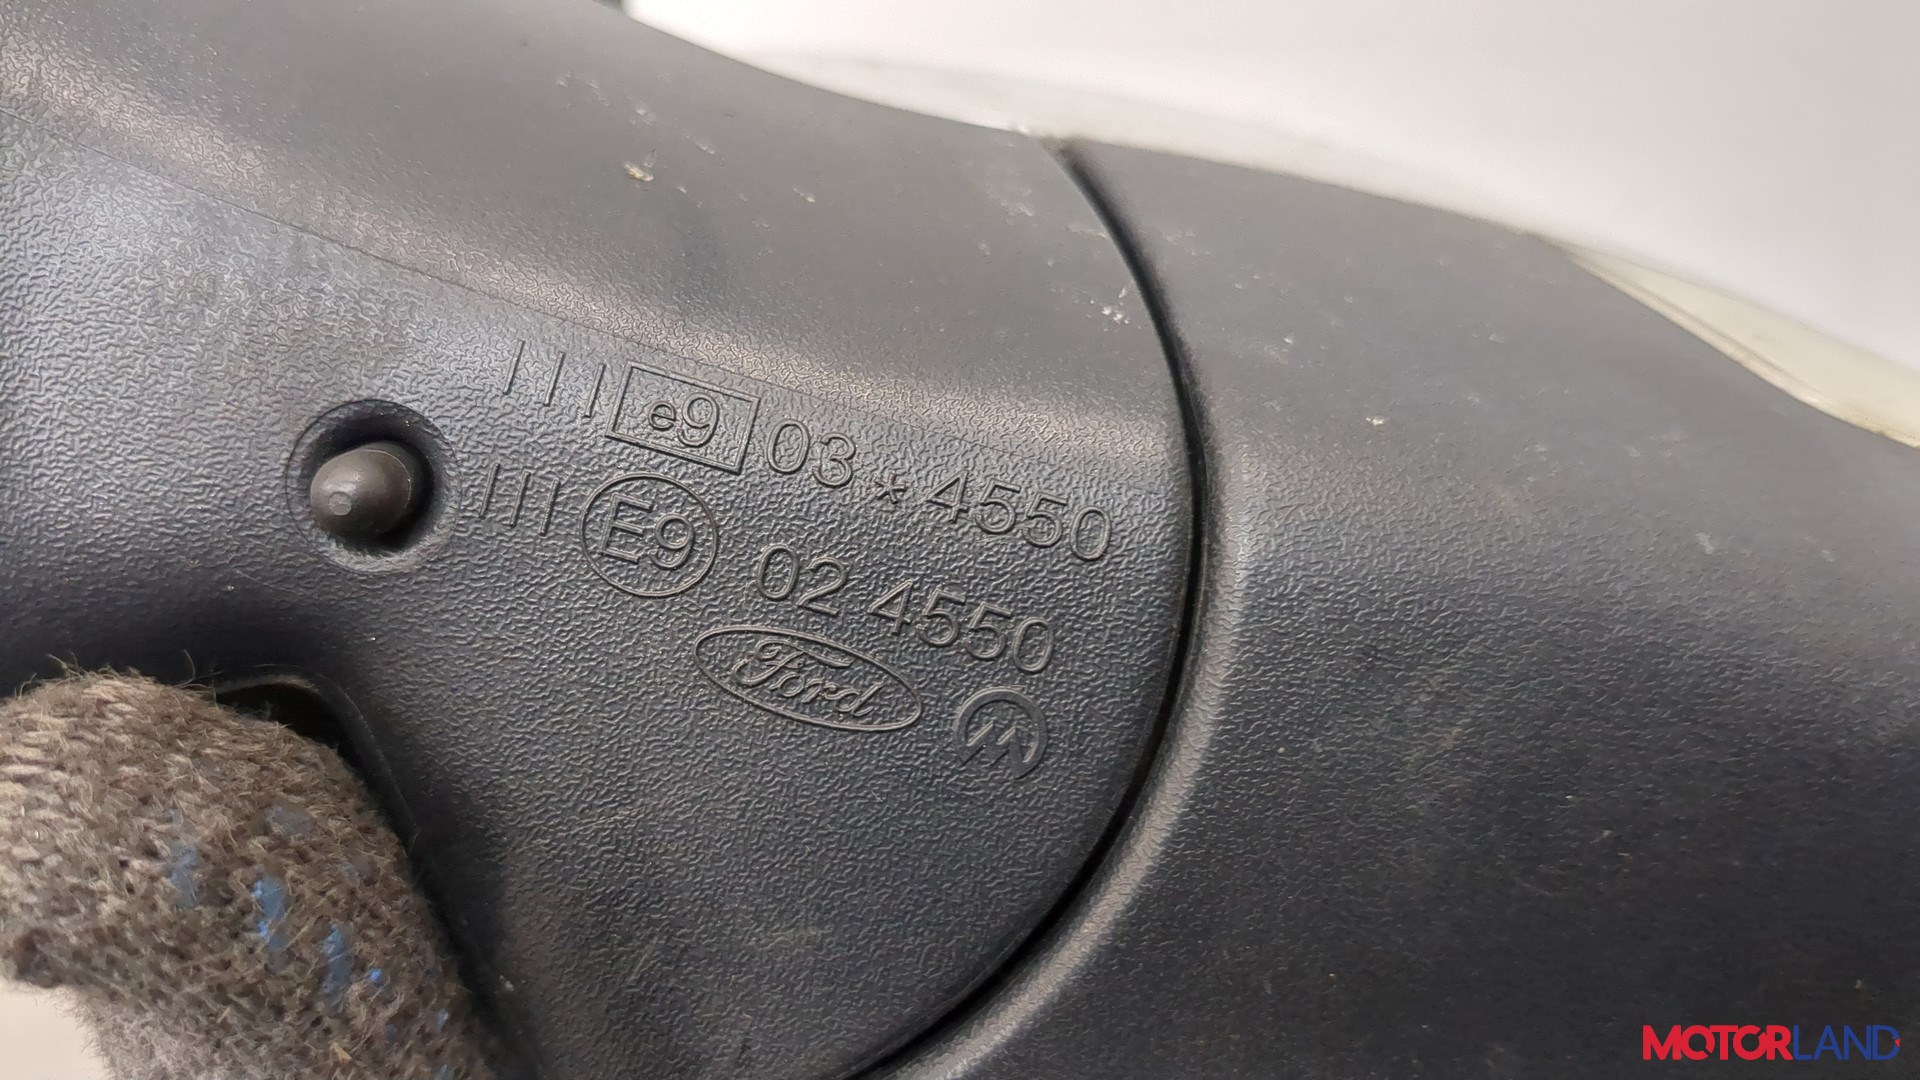 III e9 03 * 4550
III E9 02 4550
Ford
MOTORLAND